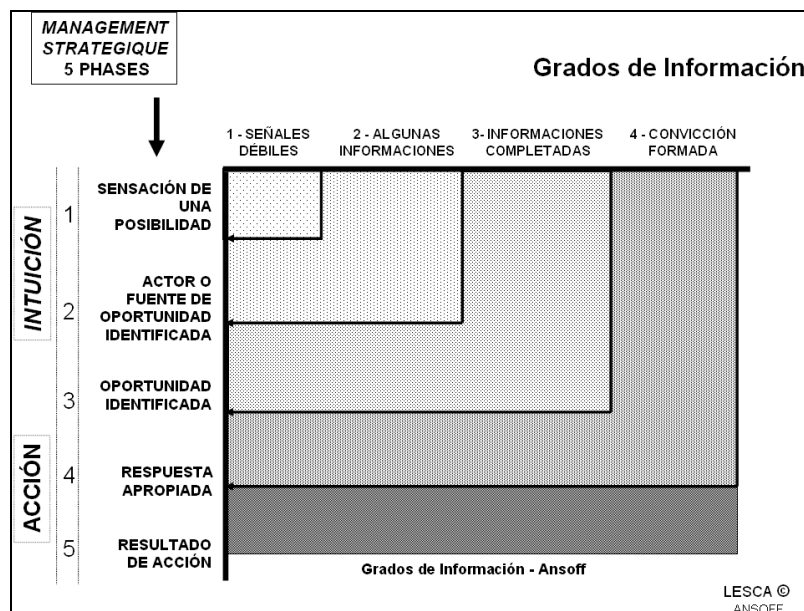 MANAGEMENT
STRATEGIQUE
5 PHASES
Grados de Información
1 - SEÑALES
DÉBILES
2 - ALGUNAS
INFORMACIONES
3- INFORMACIONES
COMPLETADAS
4 - CONVICCIÓN
FORMADA
INTUICIÓN
1
SENSACIÓN DE
UNA
POSIBILIDAD
2
ACTOR O
FUENTE DE
OPORTUNIDAD
IDENTIFICADA
3
OPORTUNIDAD
IDENTIFICADA
ACCIÓN
4
RESPUESTA
APROPIADA
5
RESULTADO
DE ACCIÓN
Grados de Información - Ansoff
LESCA ©
ANSOFF